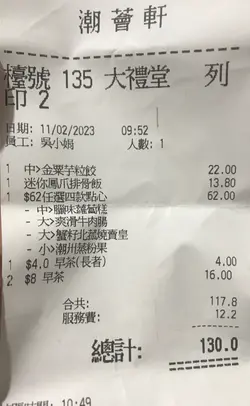 潮薈軒
檯號 135 大禮堂 列
印 2
日期: 11/02/2023 09:52
員工: 吳小娟 人數: 1
1 中>金粟芋粒餃 22.00
1 迷你鳳爪排骨飯 13.80
1 $62任選四款點心 62.00
- 中>臘味蘿蔔糕
- 大>爽滑牛肉腸
- 大>蟹籽北菰燒賣皇
- 小>潮州蒸粉果
1 $4.0 早茶(長者) 4.00
2 $8 早茶 16.00
合共: 117.8
服務費: 12.2
總計: 130.0
10:49